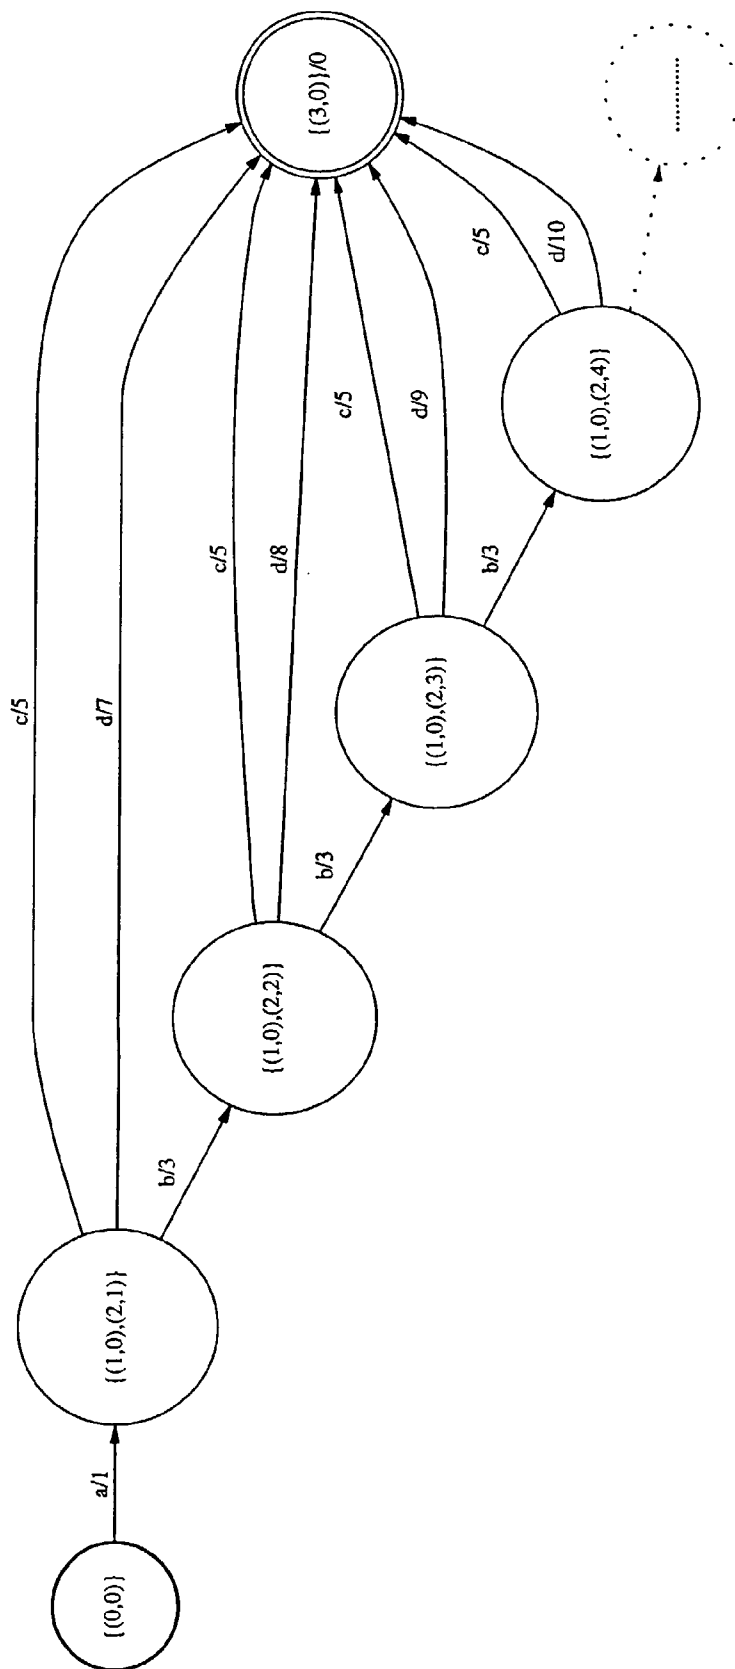 {(0,0)}
a/1
{(1,0),(2,1)}
c/5
d/7
b/3
{(1,0),(2,2)}
c/5
d/8
b/3
{(1,0),(2,3)}
c/5
d/9
b/3
{(1,0),(2,4)}
c/5
d/10
{(3,0)}/0